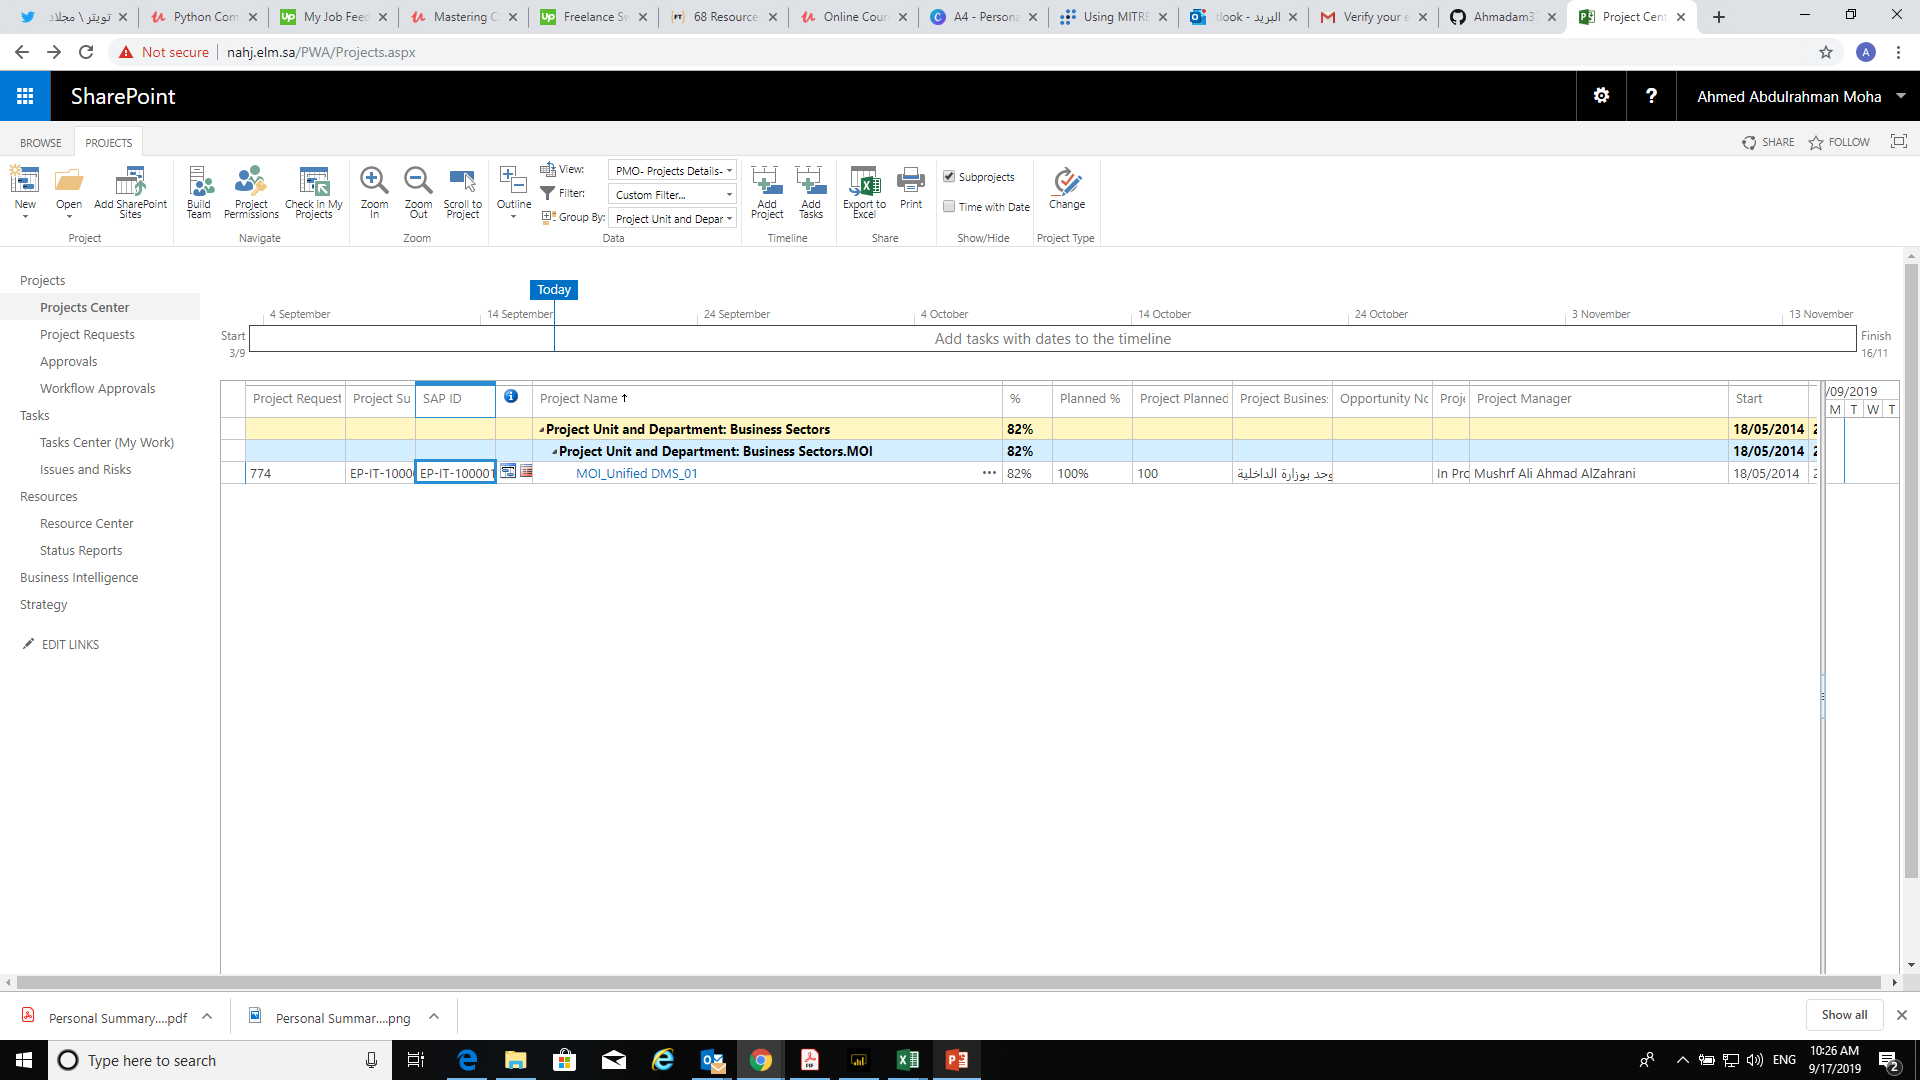 تويتر \ مجلاد
Python Com
My Job Feed
Mastering C
Freelance Sw
68 Resource
Online Cour
A4 - Persona
Using MITRE
tlook - البريد
Verify your e
Ahmadam37
Project Cent
Not secure
nahj.elm.sa/PWA/Projects.aspx
A
SharePoint
?
Ahmed Abdulrahman Moha
BROWSE
PROJECTS
SHARE
FOLLOW
New
Open
Add SharePoint Sites
Project
Build Team
Project Permissions
Check in My Projects
Navigate
Zoom In
Zoom Out
Scroll to Project
Zoom
Outline
View:
PMO- Projects Details-
Filter:
Custom Filter...
Group By:
Project Unit and Depar
Data
Add Project
Add Tasks
Timeline
Export to Excel
Print
Share
Subprojects
Time with Date
Show/Hide
Change
Project Type
Projects
Projects Center
Project Requests
Approvals
Workflow Approvals
Tasks
Tasks Center (My Work)
Issues and Risks
Resources
Resource Center
Status Reports
Business Intelligence
Strategy
EDIT LINKS
Today
4 September
14 September
24 September
4 October
14 October
24 October
3 November
13 November
Start
3/9
Add tasks with dates to the timeline
Finish
16/11
Project Request
Project Su
SAP ID
Project Name
%
Planned %
Project Planned
Project Business
Opportunity No
Proje
Project Manager
Start
/09/2019
M T W T
Project Unit and Department: Business Sectors
82%
18/05/2014
Project Unit and Department: Business Sectors.MOI
82%
18/05/2014
774
EP-IT-1000
EP-IT-100001
MOI_Unified DMS_01
82%
100%
100
وحد بوزارة الداخلية
In Pro
Mushrf Ali Ahmad AlZahrani
18/05/2014
Personal Summary....pdf
Personal Summar....png
Show all
Type here to search
ENG
10:26 AM
9/17/2019
2